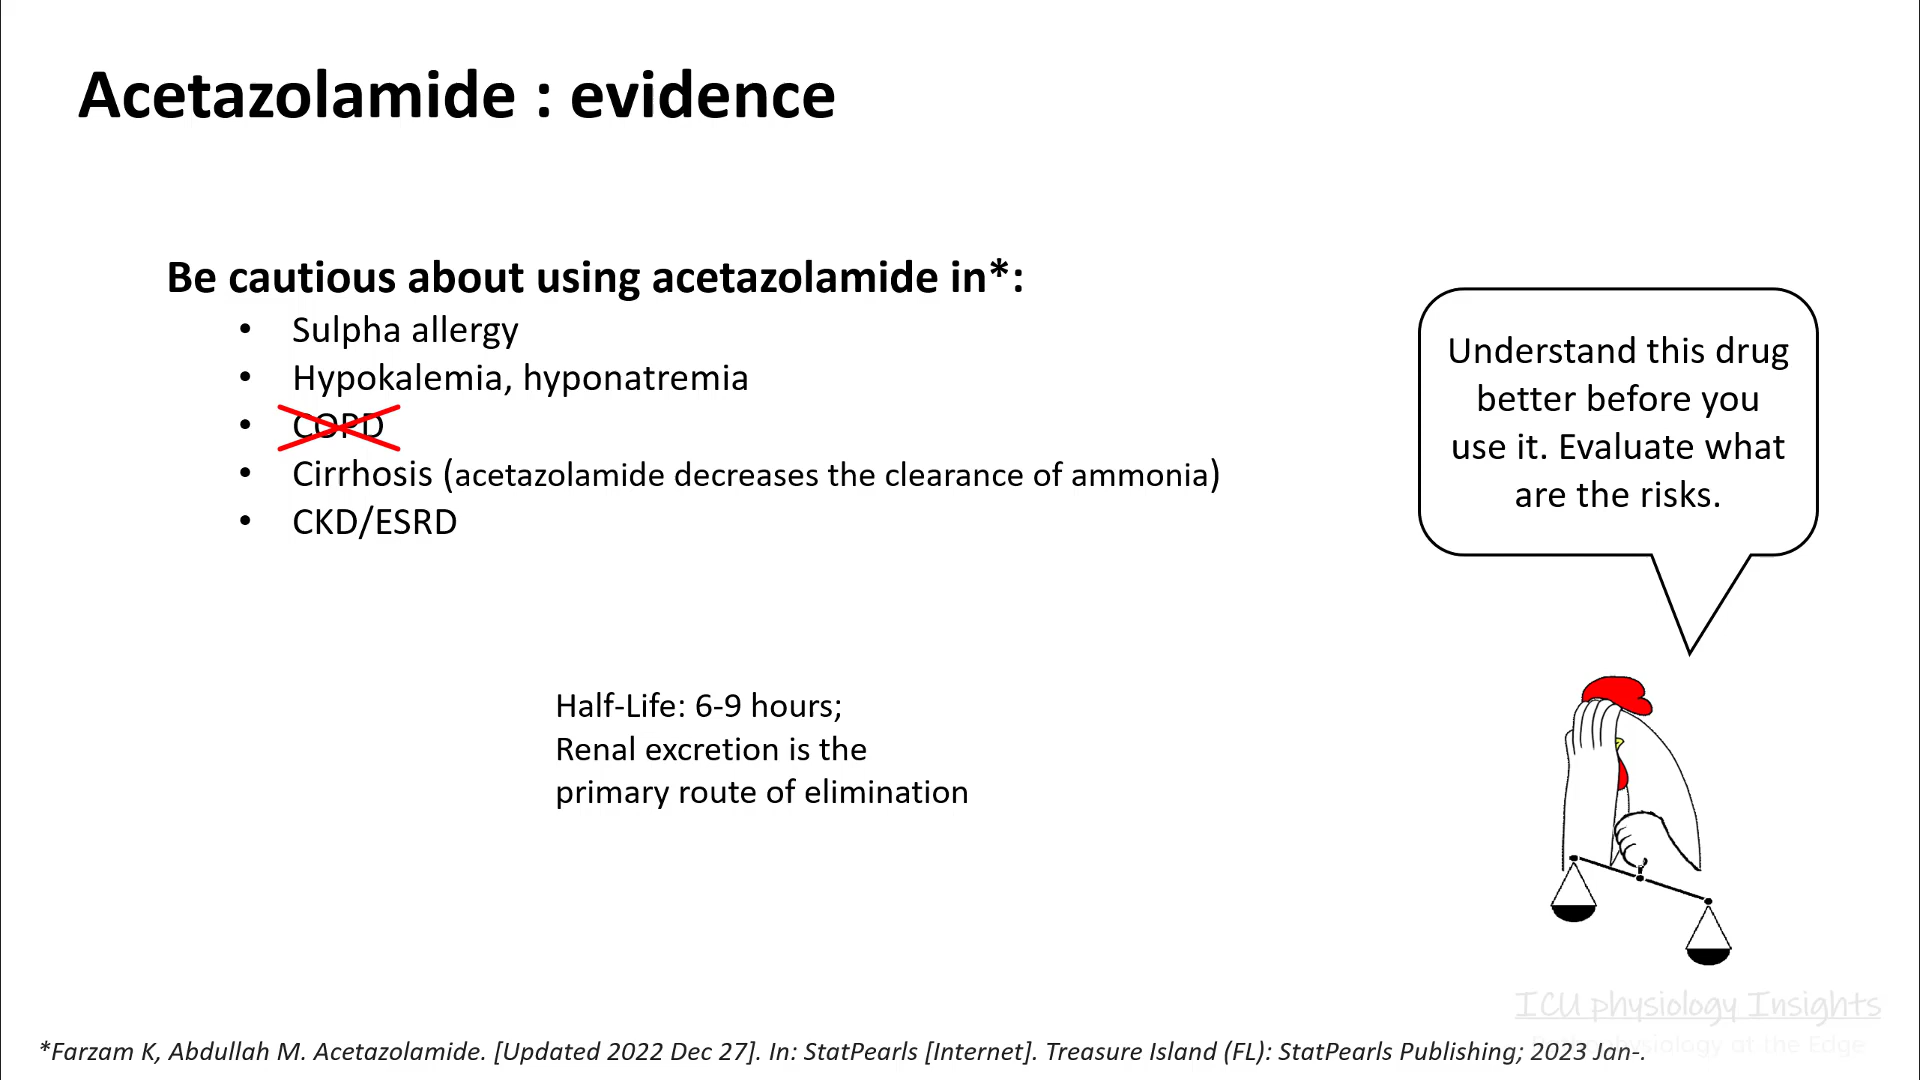 Acetazolamide : evidence
Be cautious about using acetazolamide in*:
• Sulpha allergy
• Hypokalemia, hyponatremia
• COPD
• Cirrhosis (acetazolamide decreases the clearance of ammonia)
• CKD/ESRD
Understand this drug
better before you
use it. Evaluate what
are the risks.
Half-Life: 6-9 hours;
Renal excretion is the
primary route of elimination
ICU physiology Insights
*Farzam K, Abdullah M. Acetazolamide. [Updated 2022 Dec 27]. In: StatPearls [Internet]. Treasure Island (FL): StatPearls Publishing; 2023 Jan-.
at the Edge